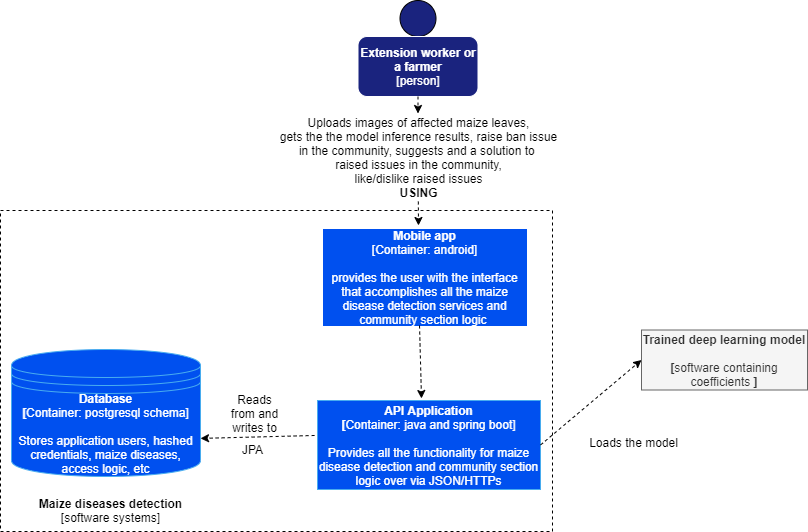 Extension worker or
a farmer
[person]
Uploads images of affected maize leaves,
gets the the model inference results, raise ban issue
in the community, suggests and a solution to
raised issues in the community,
like/dislike raised issues
USING
Mobile app
[Container: android]
provides the user with the interface
that accomplishes all the maize
disease detection services and
community section logic
Trained deep learning model
[software containing
coefficients ]
Database
[Container: postgresql schema]
Stores application users, hashed
credentials, maize diseases,
access logic, etc
Reads
from and
writes to
JPA
API Application
[Container: java and spring boot]
Provides all the functionality for maize
disease detection and community section
logic over via JSON/HTTPs
Loads the model
Maize diseases detection
[software systems]